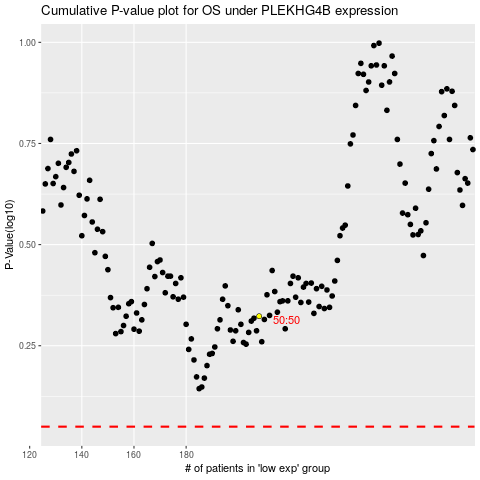 Cumulative P-value plot for OS under PLEKHG4B expression
P-Value(log10)
1.00
0.75
0.50
0.25
50:50
120 140 160 180
# of patients in 'low exp' group